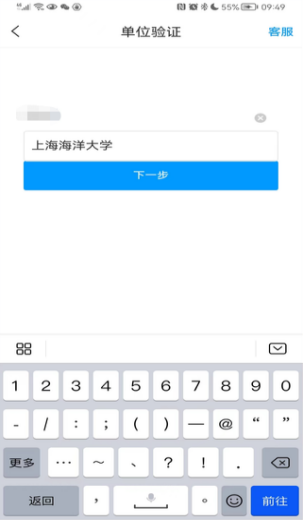 55% 09:49
单位验证 客服
上海海洋大学
下一步
1 2 3 4 5 6 7 8 9 0
- / : ; ( ) — @ “ ”
更多 … ~ 、 ? ! .
返回 , 。 前往